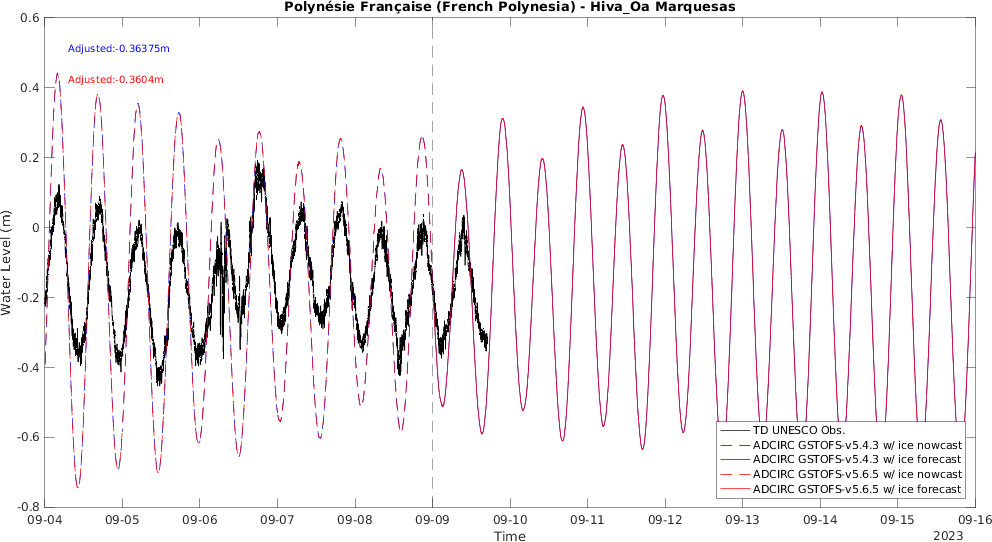 Polynésie Française (French Polynesia) - Hiva_Oa Marquesas
0.6
Adjusted:-0.36375m
Adjusted:-0.3604m
0.4
0.2
0
-0.2
-0.4
-0.6
-0.8
Water Level (m)
TD UNESCO Obs.
ADCIRC GSTOFS-v5.4.3 w/ ice nowcast
ADCIRC GSTOFS-v5.4.3 w/ ice forecast
ADCIRC GSTOFS-v5.6.5 w/ ice nowcast
ADCIRC GSTOFS-v5.6.5 w/ ice forecast
09-04 09-05 09-06 09-07 09-08 09-09 09-10 09-11 09-12 09-13 09-14 09-15 09-16
Time
2023